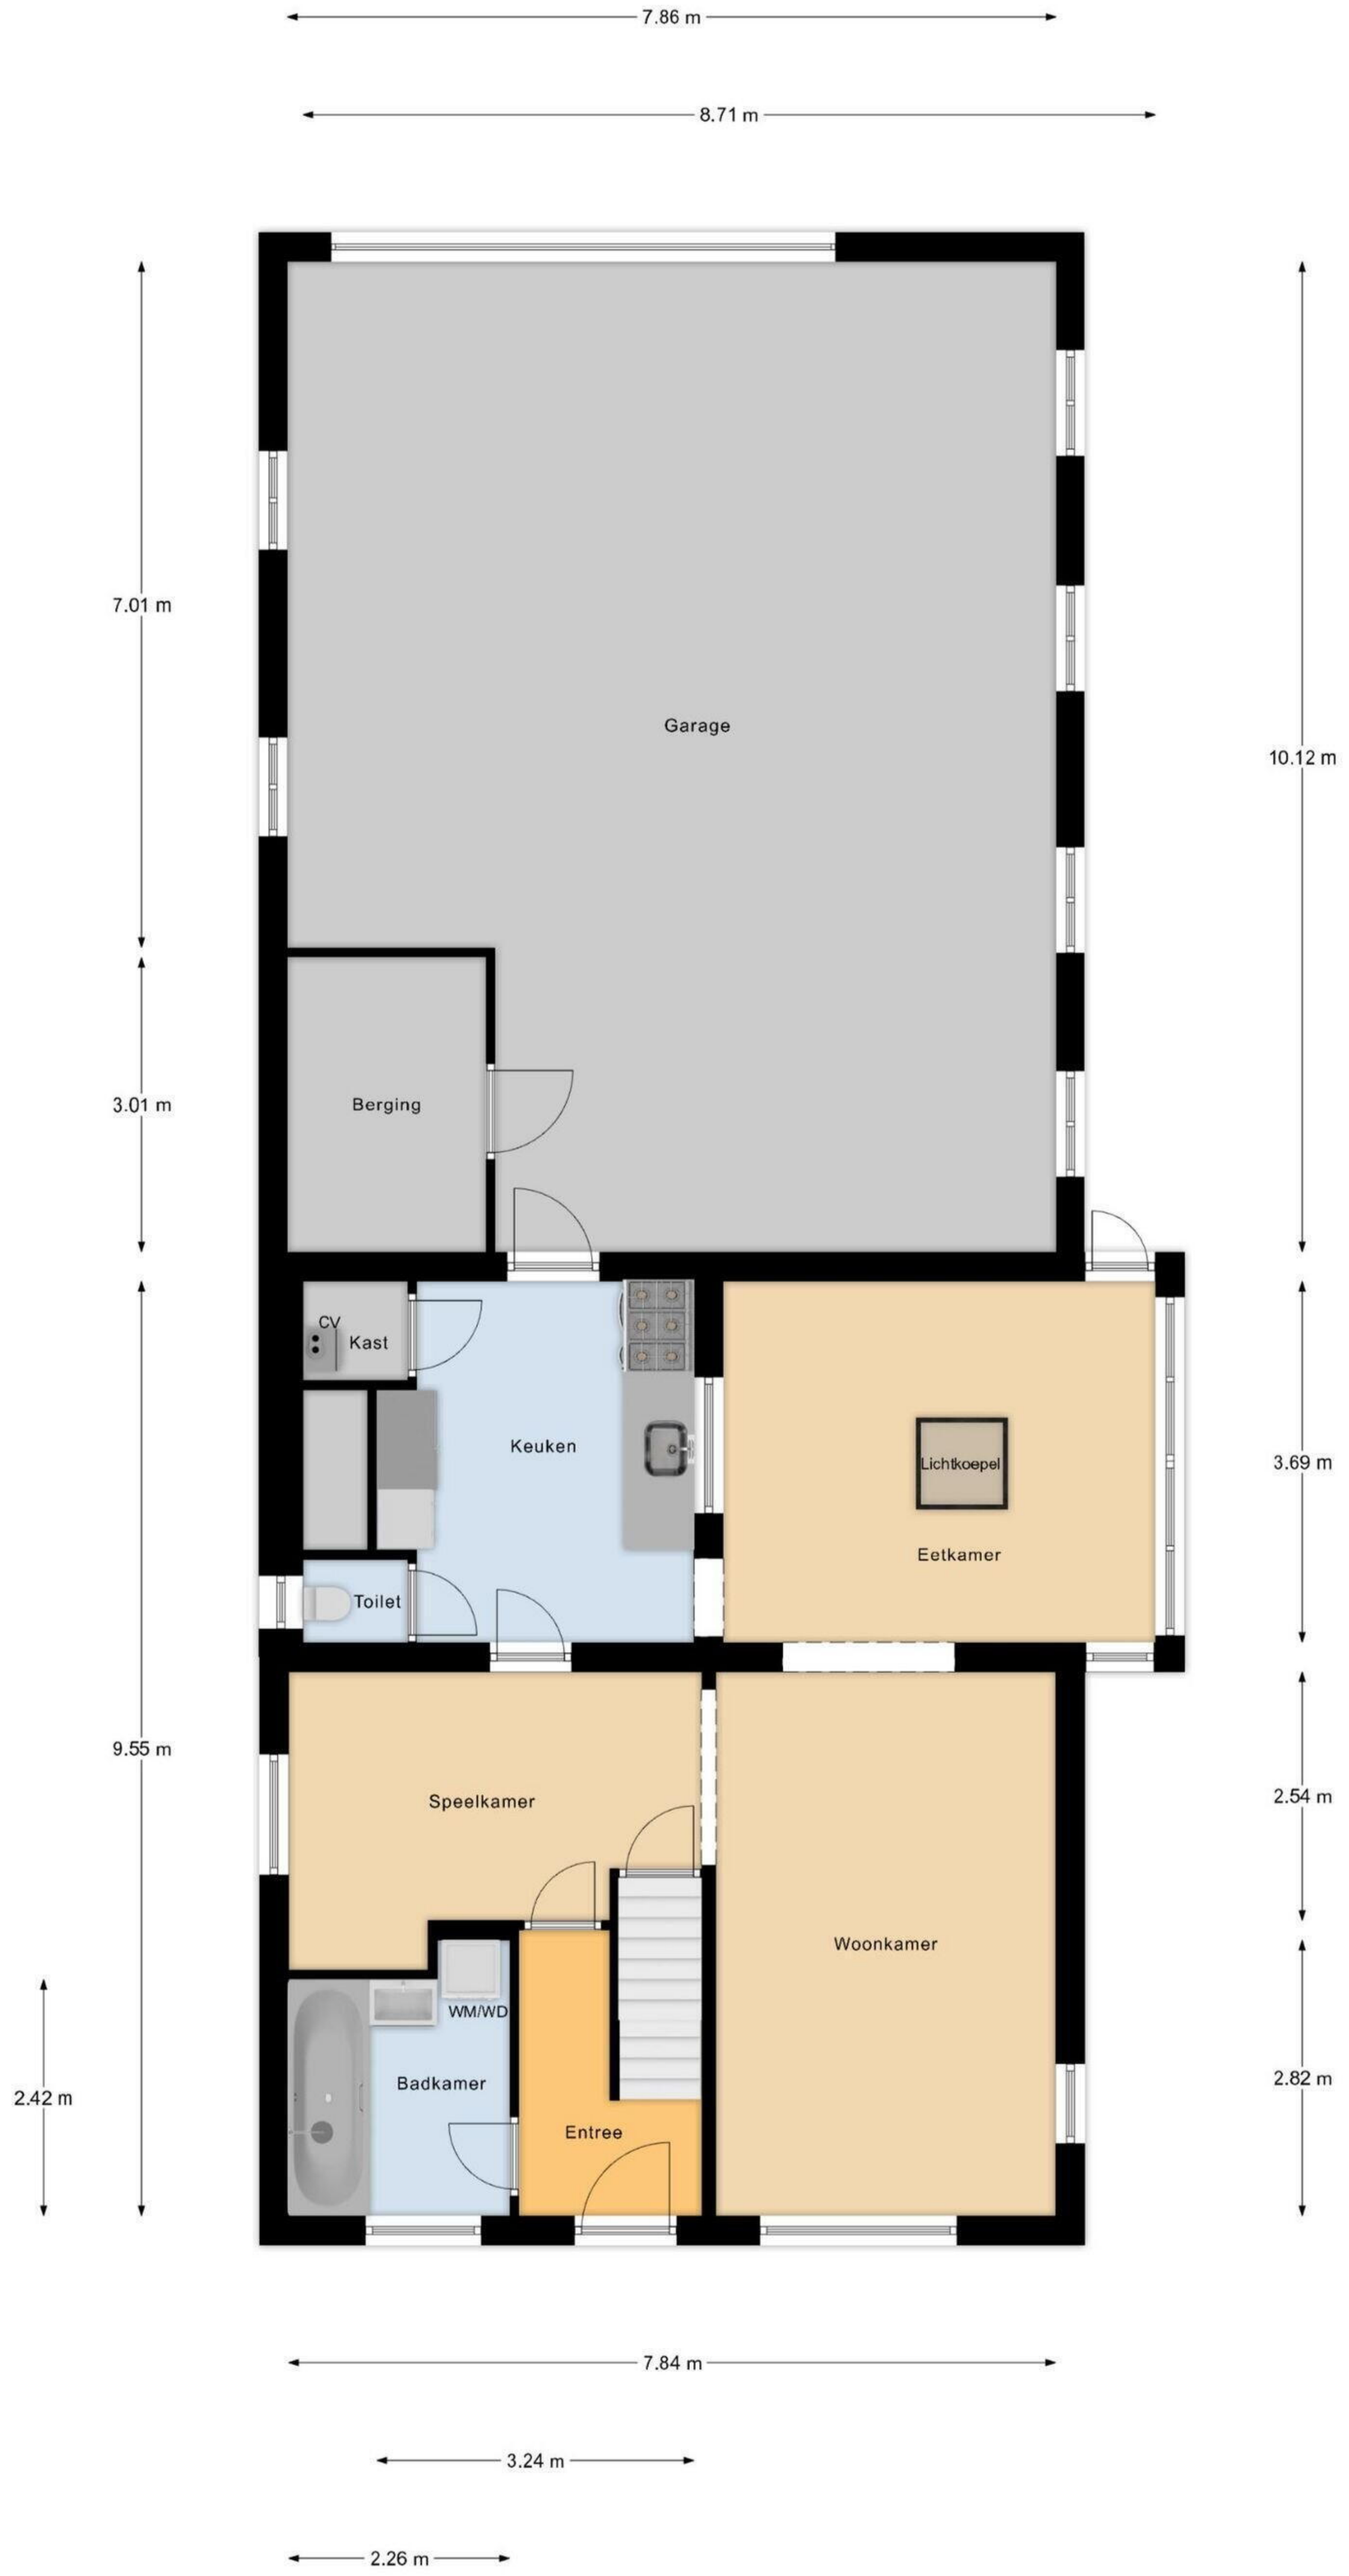 7.86 m
8.71 m
7.01 m
Garage
10.12 m
3.01 m
Berging
CV
Kast
Keuken
Lichtkoepel
3.69 m
Eetkamer
Toilet
9.55 m
2.54 m
Speelkamer
Woonkamer
WM/WD
Badkamer
2.82 m
2.42 m
Entree
7.84 m
3.24 m
2.26 m